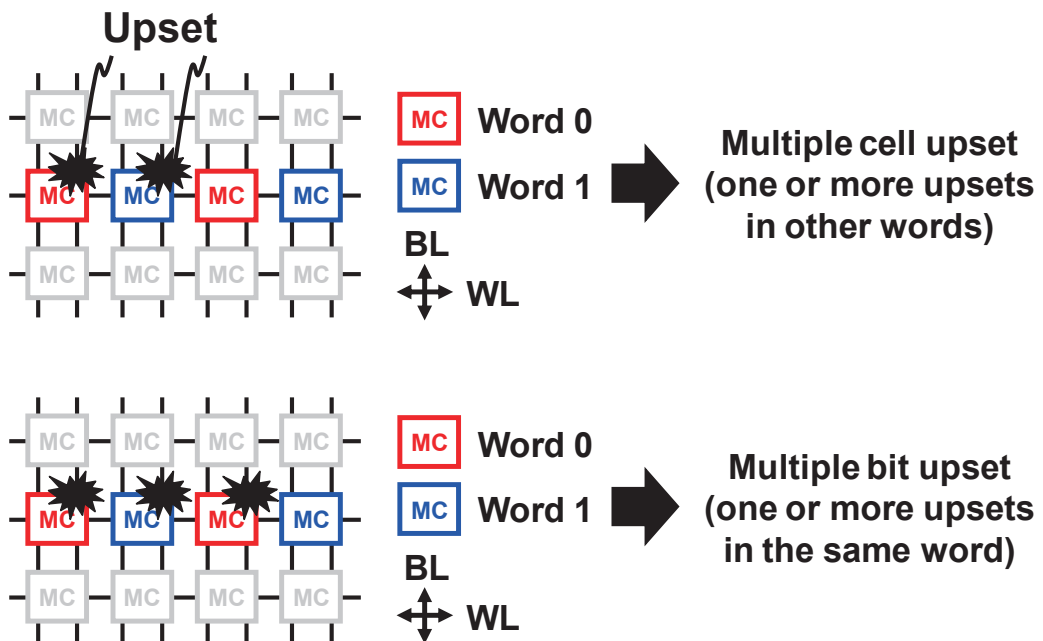 Upset
MC MC MC MC
MC Word 0
MC MC MC MC
MC Word 1
Multiple cell upset
(one or more upsets
in other words)
MC MC MC MC
BL
WL
MC MC MC MC
MC Word 0
MC MC MC MC
MC Word 1
Multiple bit upset
(one or more upsets
in the same word)
MC MC MC MC
BL
WL